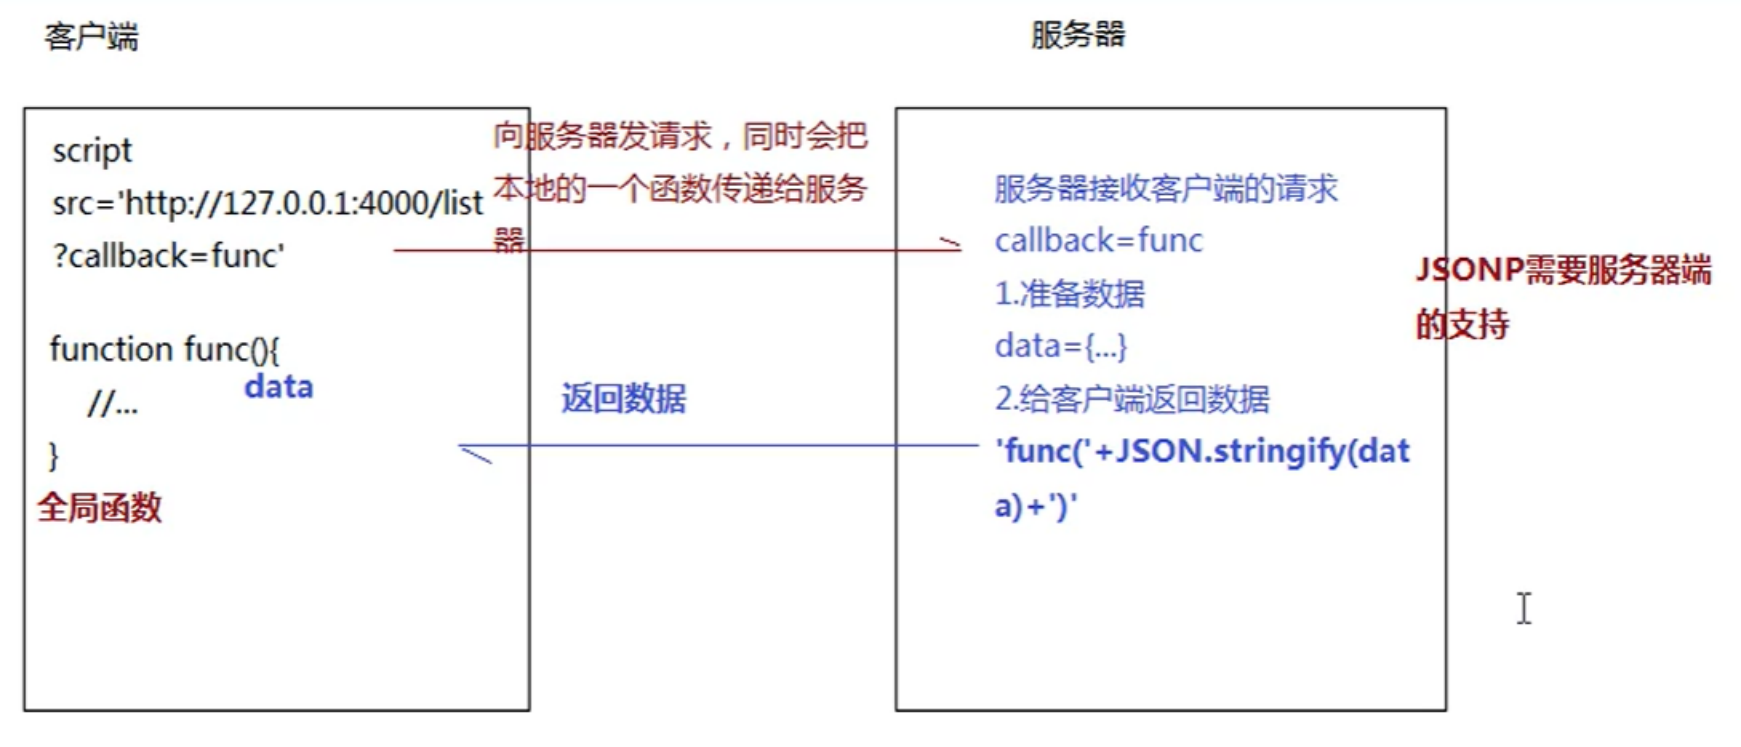 客户端
服务器
script
src='http://127.0.0.1:4000/list
?callback=func'
function func(){
data
//...
}
全局函数
向服务器发请求，同时会把
本地的一个函数传递给服务
器
返回数据
服务器接收客户端的请求
callback=func
1.准备数据
data={...}
2.给客户端返回数据
'func('+JSON.stringify(dat
a)+')'
JSONP需要服务器端
的支持